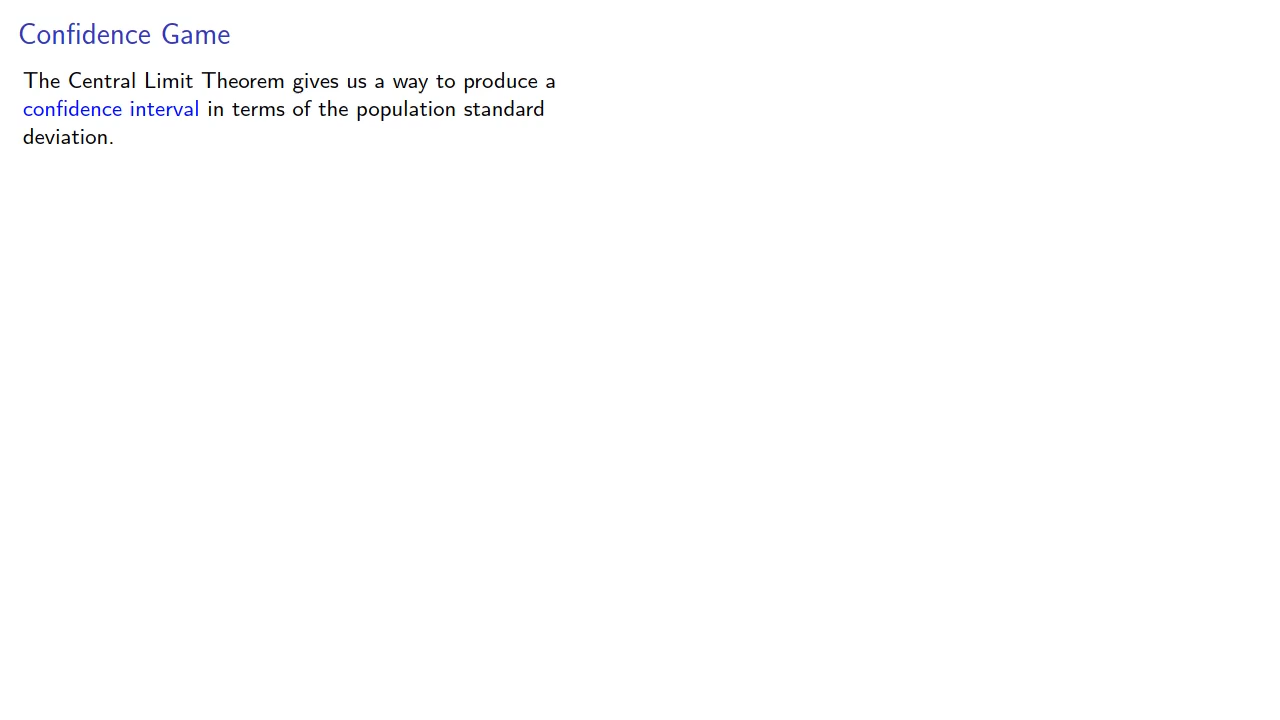 Confidence Game
The Central Limit Theorem gives us a way to produce a
confidence interval in terms of the population standard
deviation.